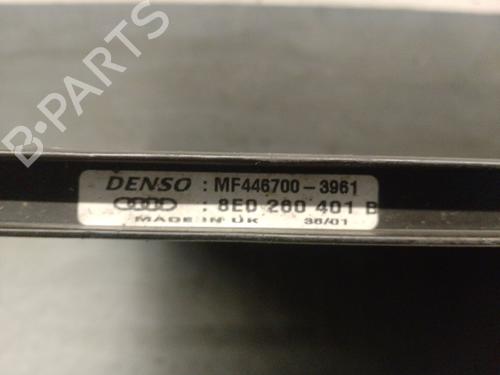 B-PARTS
DENSO : MF446700-3961
: 8E0 260 401 B
MADE IN UK 36/01